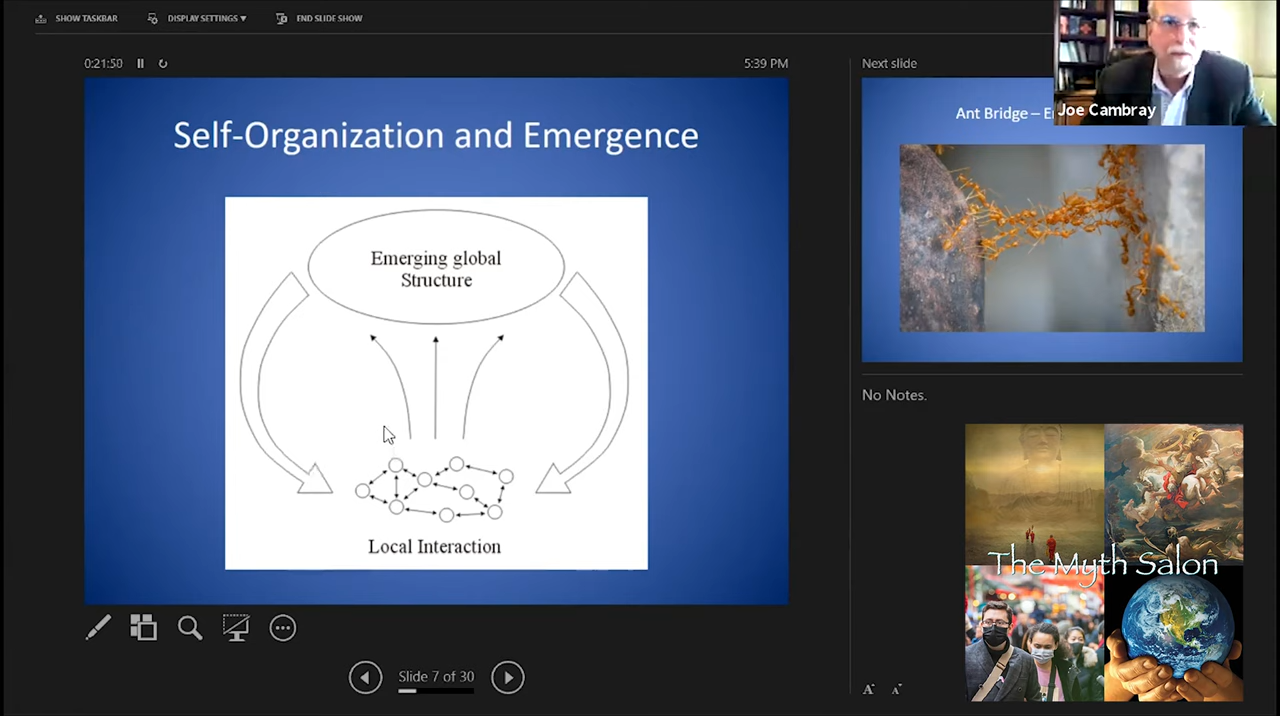 SHOW TASKBAR
DISPLAY SETTINGS ▾
END SLIDE SHOW
0:21:50
5:39 PM
Self-Organization and Emergence
Emerging global
Structure
Local Interaction
Slide 7 of 30
Next slide
Ant Bridge –
Joe Cambray
No Notes.
The Myth Salon
A
A